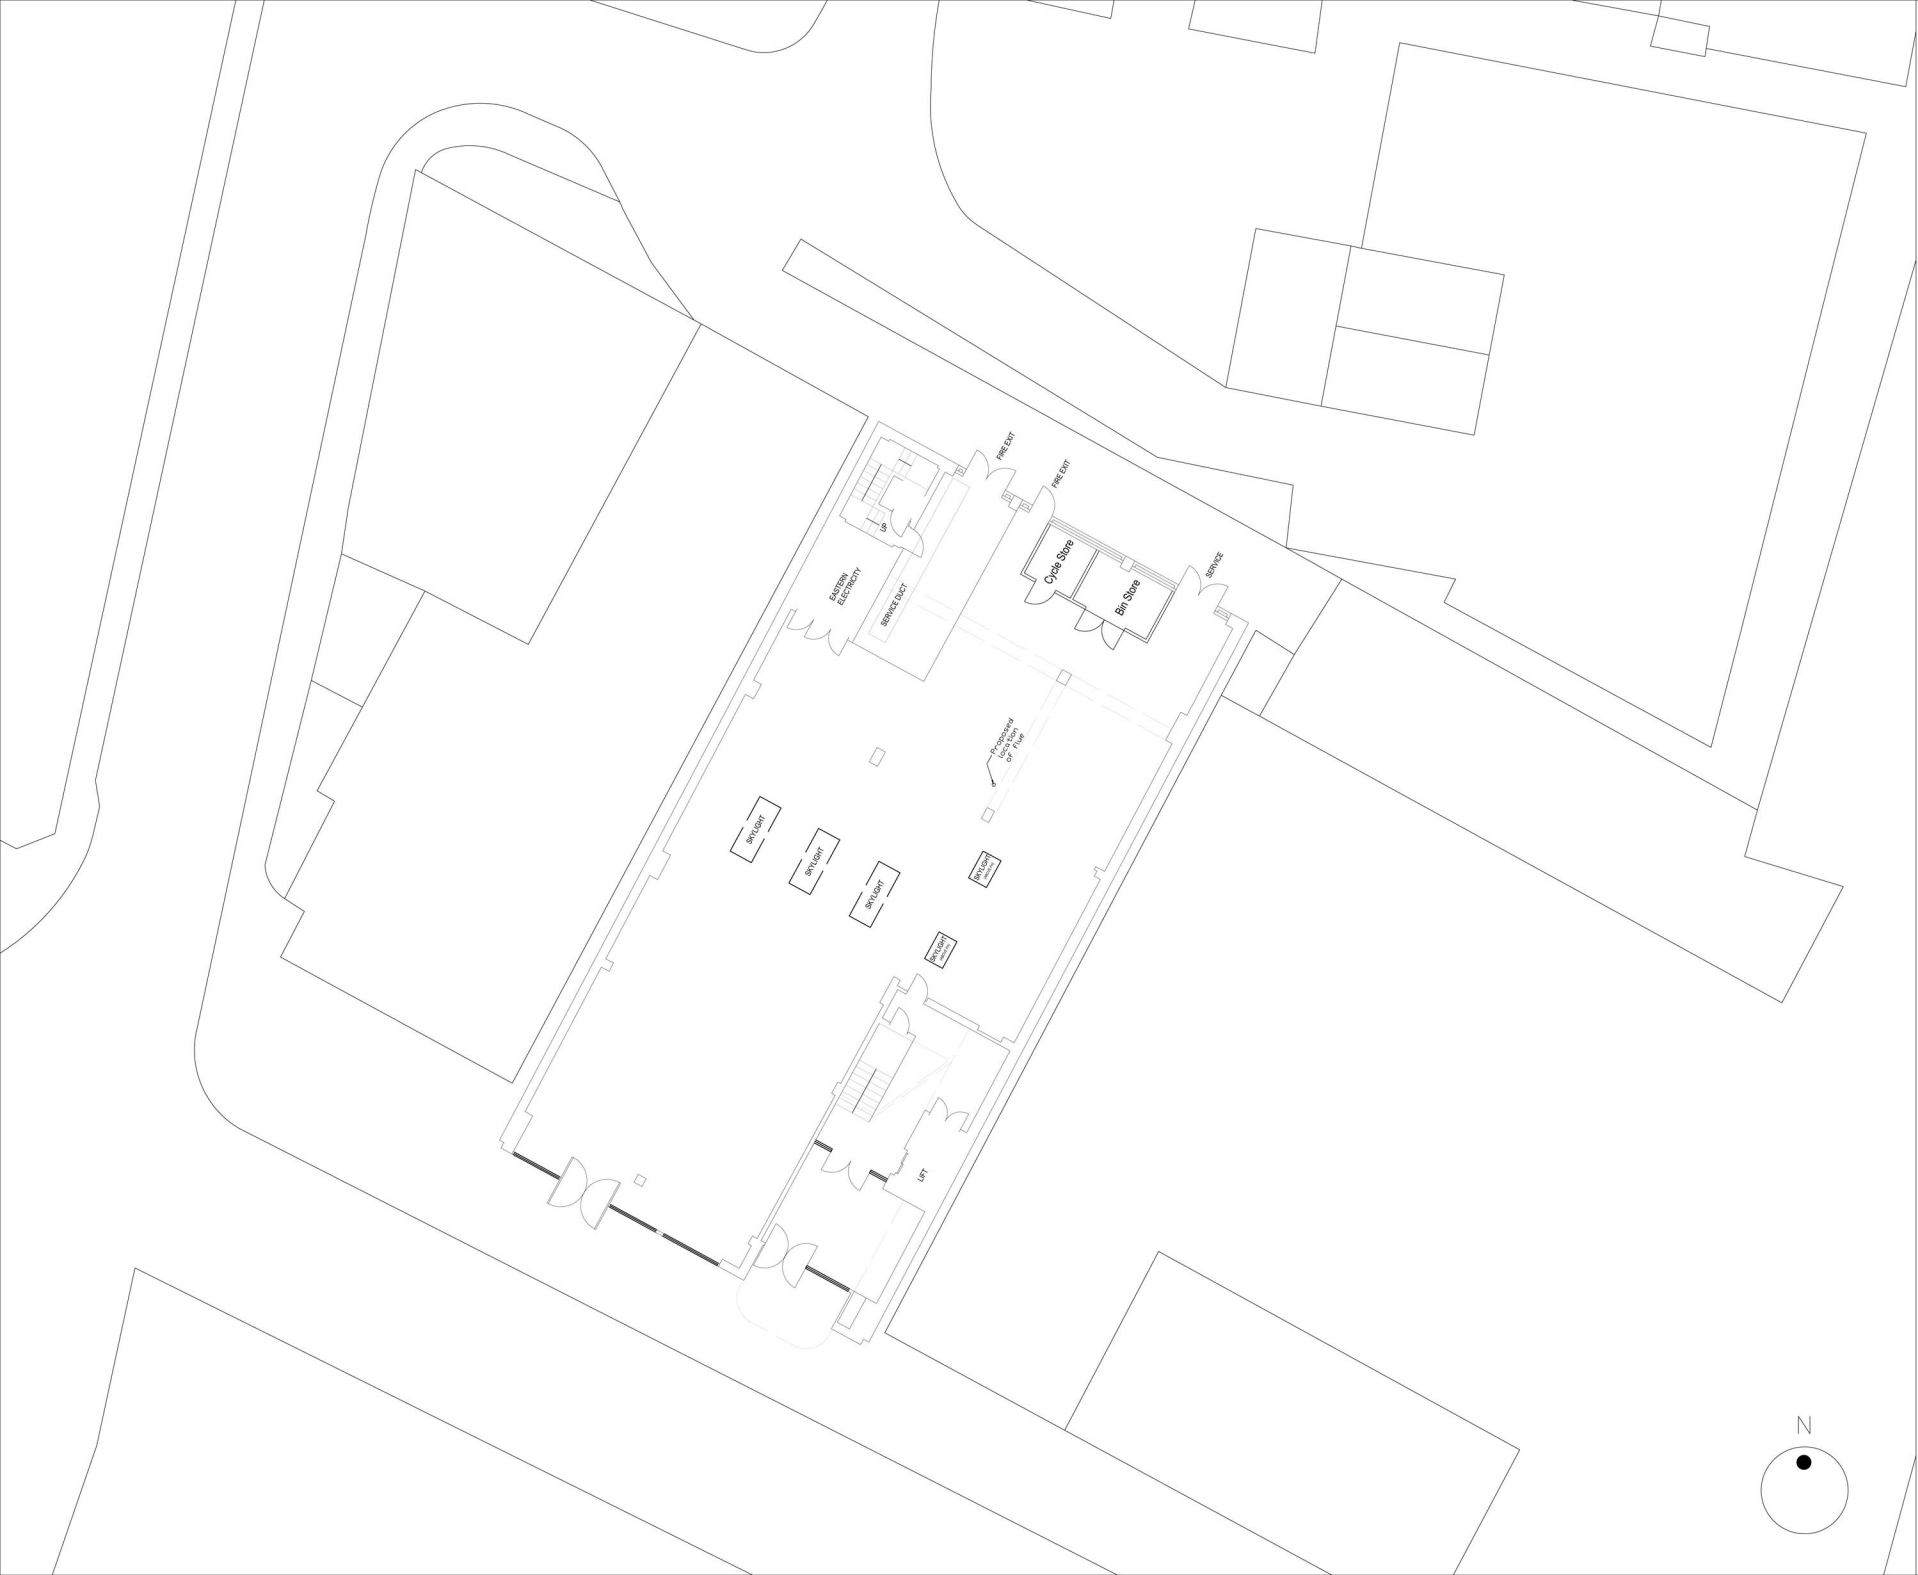 FIRE EXIT
FIRE EXIT
UP
EASTERN
ELECTRICITY
SERVICE DUCT
Cycle Store
Bin Store
SERVICE
Proposed
location
of flue
SKYLIGHT
SKYLIGHT
SKYLIGHT
SKYLIGHT
SKYLIGHT
LIFT
N